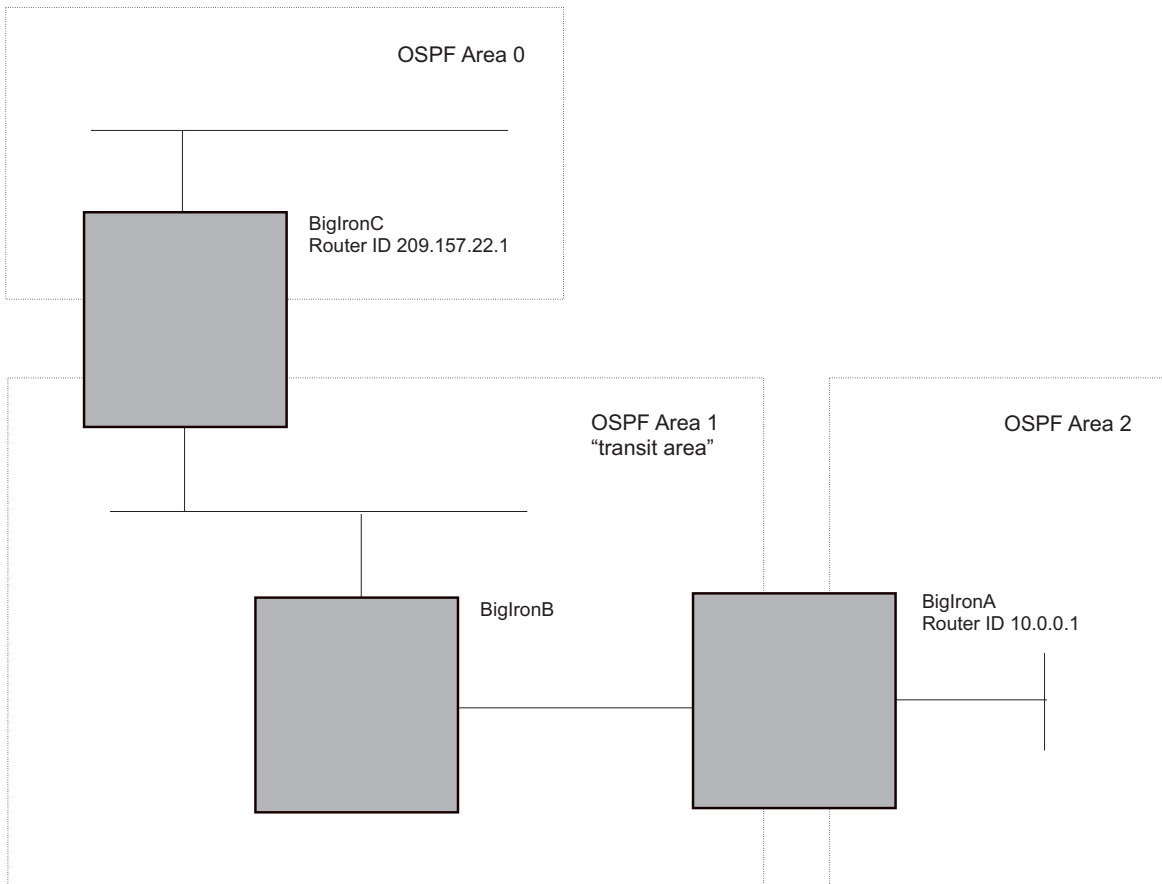 OSPF Area 0
BigIronC
Router ID 209.157.22.1
OSPF Area 1
“transit area”
OSPF Area 2
BigIronB
BigIronA
Router ID 10.0.0.1